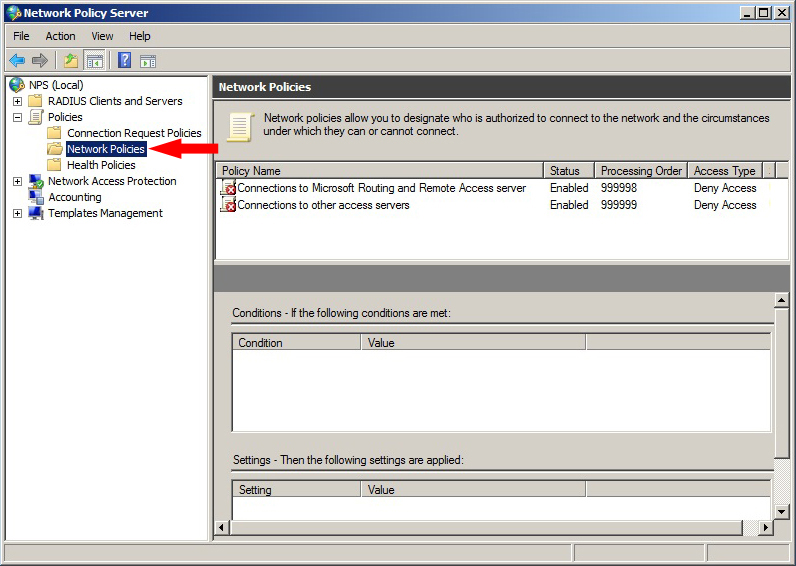 Network Policy Server
File Action View Help
NPS (Local)
RADIUS Clients and Servers
Policies
Connection Request Policies
Network Policies
Health Policies
Network Access Protection
Accounting
Templates Management
Network Policies
Network policies allow you to designate who is authorized to connect to the network and the circumstances
under which they can or cannot connect.
Policy Name Status Processing Order Access Type
Connections to Microsoft Routing and Remote Access server Enabled 999998 Deny Access
Connections to other access servers Enabled 999999 Deny Access
Conditions - If the following conditions are met:
Condition Value
Settings - Then the following settings are applied:
Setting Value